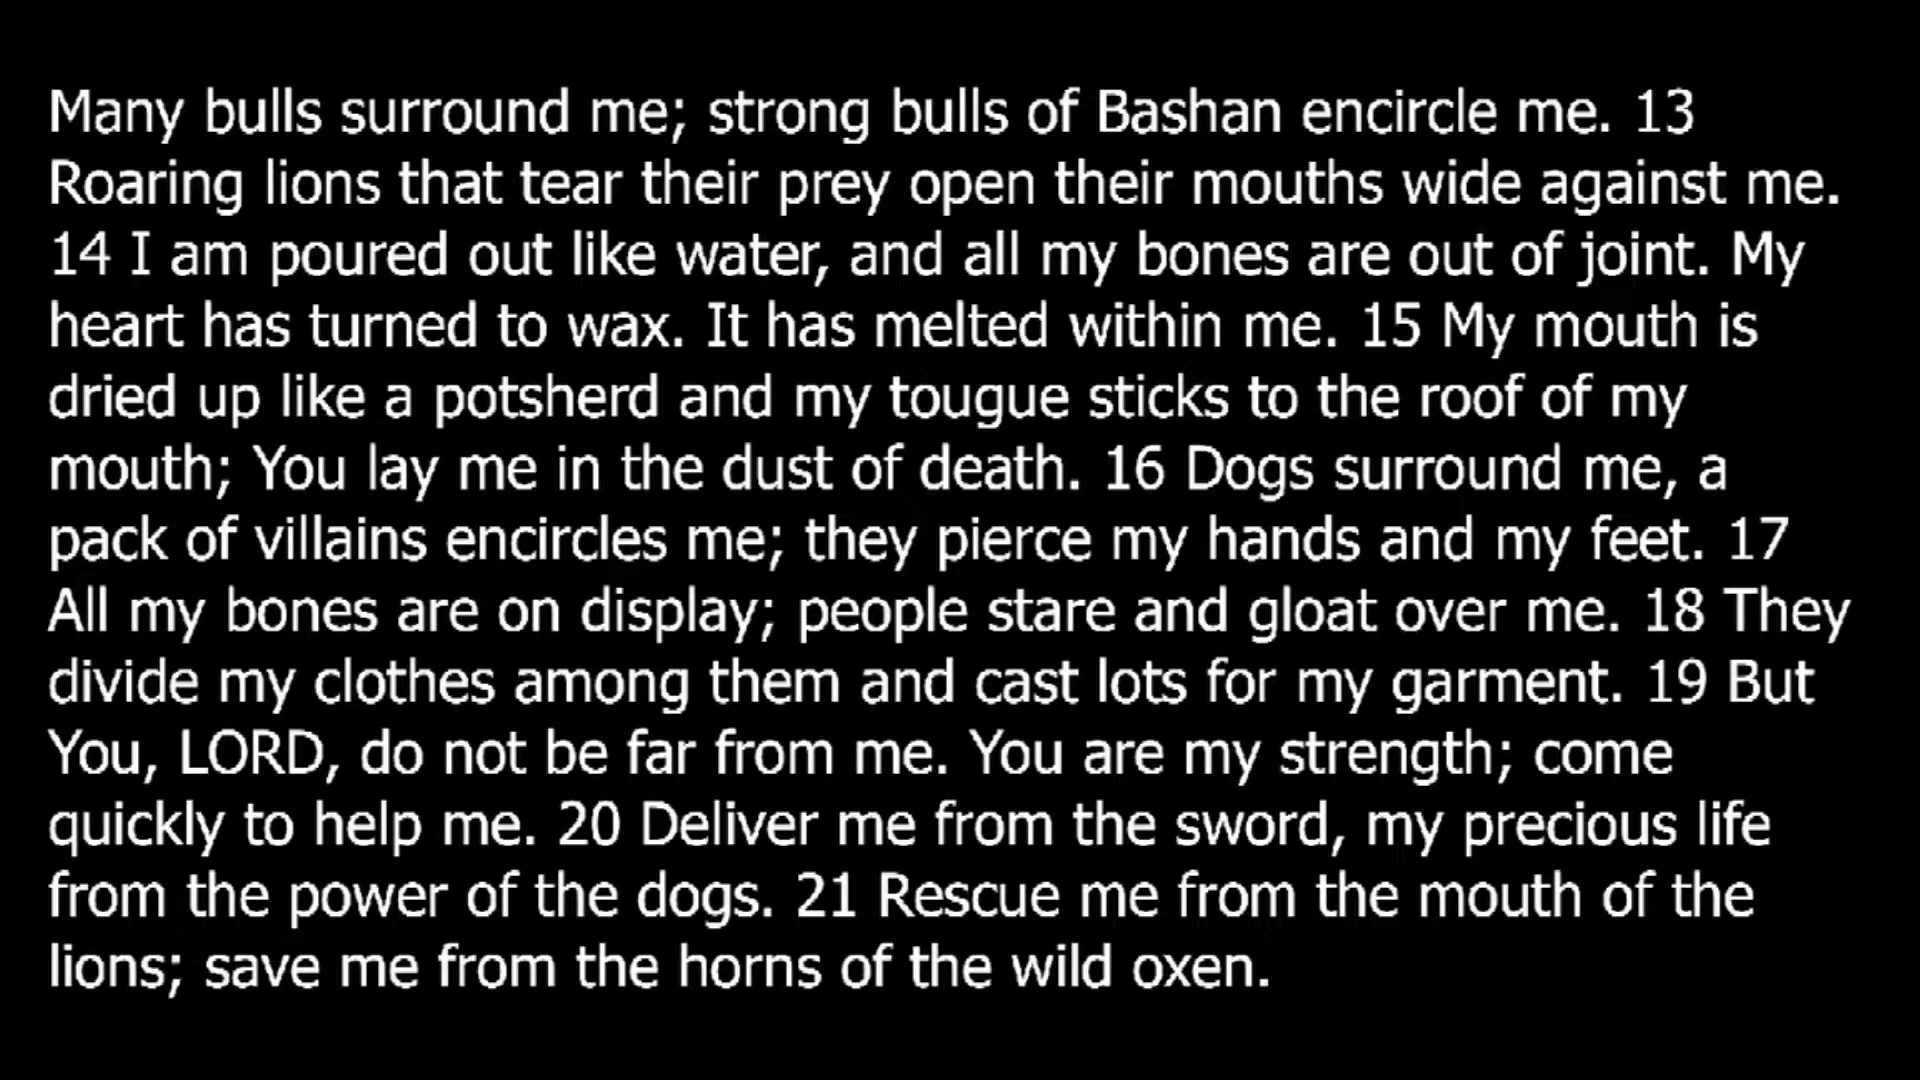 Many bulls surround me; strong bulls of Bashan encircle me. 13
Roaring lions that tear their prey open their mouths wide against me.
14 I am poured out like water, and all my bones are out of joint. My
heart has turned to wax. It has melted within me. 15 My mouth is
dried up like a potsherd and my tougue sticks to the roof of my
mouth; You lay me in the dust of death. 16 Dogs surround me, a
pack of villains encircles me; they pierce my hands and my feet. 17
All my bones are on display; people stare and gloat over me. 18 They
divide my clothes among them and cast lots for my garment. 19 But
You, LORD, do not be far from me. You are my strength; come
quickly to help me. 20 Deliver me from the sword, my precious life
from the power of the dogs. 21 Rescue me from the mouth of the
lions; save me from the horns of the wild oxen.